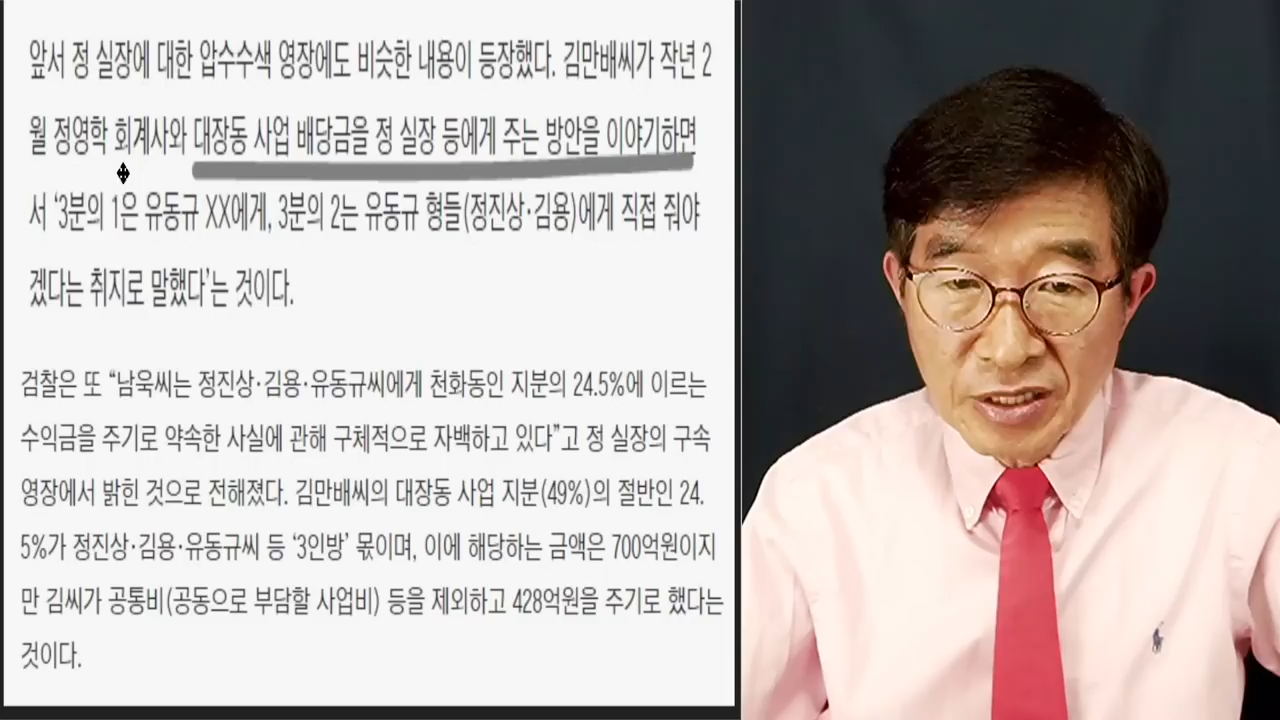 앞서 정 실장에 대한 압수수색 영장에도 비슷한 내용이 등장했다. 김만배씨가 작년 2
월 정영학 회계사와 대장동 사업 배당금을 정 실장 등에게 주는 방안을 이야기하면
서 ‘3분의 1은 유동규 XX에게, 3분의 2는 유동규 형들(정진상·김용)에게 직접 줘야
겠다는 취지로 말했다’는 것이다.
검찰은 또 “남욱씨는 정진상·김용·유동규씨에게 천화동인 지분의 24.5%에 이르는
수익금을 주기로 약속한 사실에 관해 구체적으로 자백하고 있다”고 정 실장의 구속
영장에서 밝힌 것으로 전해졌다. 김만배씨의 대장동 사업 지분(49%)의 절반인 24.
5%가 정진상·김용·유동규씨 등 ‘3인방’ 몫이며, 이에 해당하는 금액은 700억원이지
만 김씨가 공통비(공동으로 부담할 사업비) 등을 제외하고 428억원을 주기로 했다는
것이다.